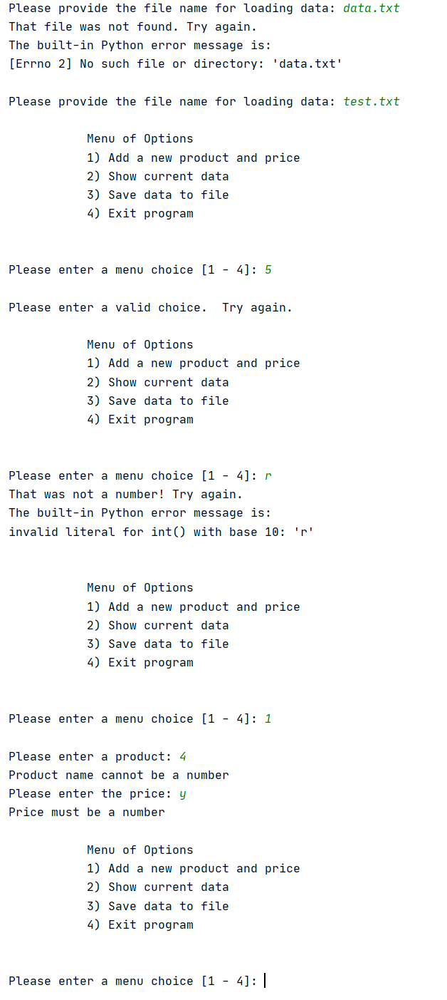 Please provide the file name for loading data: data.txt
That file was not found. Try again.
The built-in Python error message is:
[Errno 2] No such file or directory: 'data.txt'
Please provide the file name for loading data: test.txt
Menu of Options
1) Add a new product and price
2) Show current data
3) Save data to file
4) Exit program
Please enter a menu choice [1 - 4]: 5
Please enter a valid choice.  Try again.
Menu of Options
1) Add a new product and price
2) Show current data
3) Save data to file
4) Exit program
Please enter a menu choice [1 - 4]: r
That was not a number! Try again.
The built-in Python error message is:
invalid literal for int() with base 10: 'r'
Menu of Options
1) Add a new product and price
2) Show current data
3) Save data to file
4) Exit program
Please enter a menu choice [1 - 4]: 1
Please enter a product: 4
Product name cannot be a number
Please enter the price: y
Price must be a number
Menu of Options
1) Add a new product and price
2) Show current data
3) Save data to file
4) Exit program
Please enter a menu choice [1 - 4]: